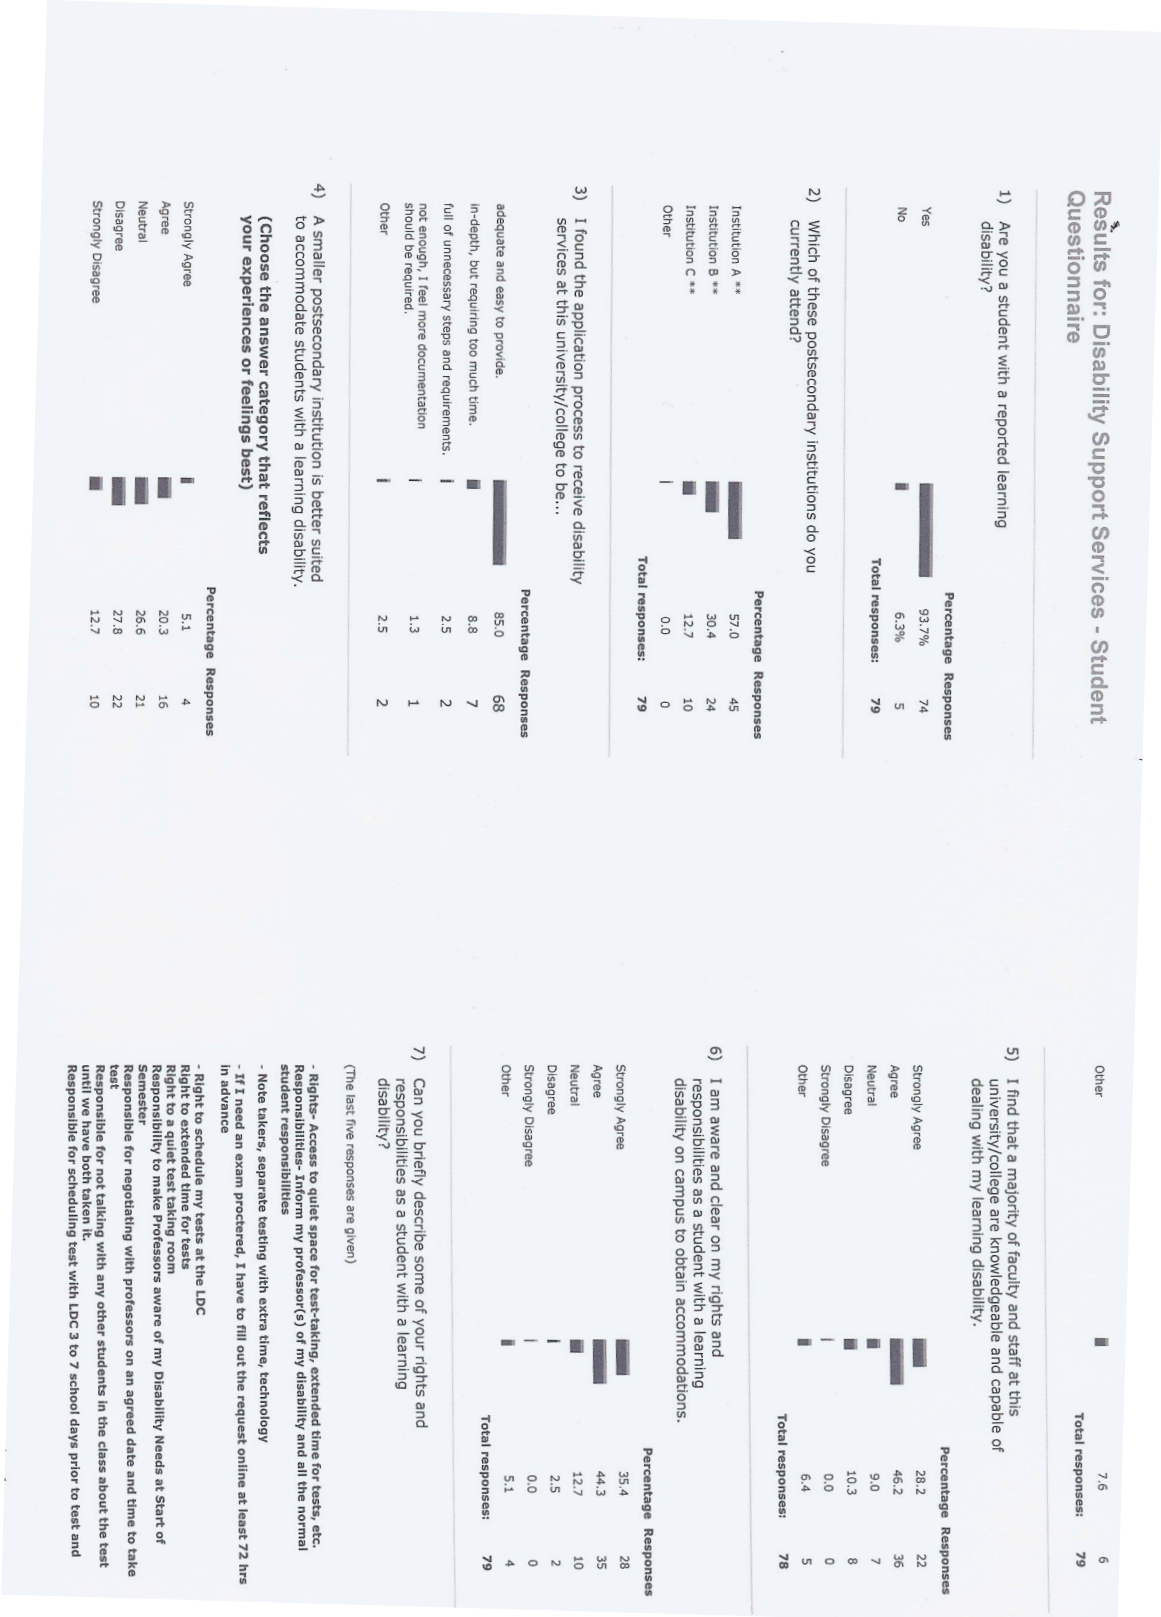 Results for: Disability Support Services - Student
Questionnaire
1) Are you a student with a reported learning
disability?
Percentage Responses
Yes 93.7% 74
No 6.3% 5
Total responses: 79
2) Which of these postsecondary institutions do you
currently attend?
Percentage Responses
Institution A ** 57.0 45
Institution B ** 30.4 24
Institution C ** 12.7 10
Other 0.0 0
Total responses: 79
3) I found the application process to receive disability
services at this university/college to be...
Percentage Responses
adequate and easy to provide. 85.0 68
in-depth, but requiring too much time. 8.8 7
full of unnecessary steps and requirements. 2.5 2
not enough, I feel more documentation
should be required. 1.3 1
Other 2.5 2
4) A smaller postsecondary institution is better suited
to accommodate students with a learning disability.
(Choose the answer category that reflects
your experiences or feelings best)
Percentage Responses
Strongly Agree 5.1 4
Agree 20.3 16
Neutral 26.6 21
Disagree 27.8 22
Strongly Disagree 12.7 10
Other 7.6 6
Total responses: 79
5) I find that a majority of faculty and staff at this
university/college are knowledgeable and capable of
dealing with my learning disability.
Percentage Responses
Strongly Agree 28.2 22
Agree 46.2 36
Neutral 9.0 7
Disagree 10.3 8
Strongly Disagree 0.0 0
Other 6.4 5
Total responses: 78
6) I am aware and clear on my rights and
responsibilities as a student with a learning
disability on campus to obtain accommodations.
Percentage Responses
Strongly Agree 35.4 28
Agree 44.3 35
Neutral 12.7 10
Disagree 2.5 2
Strongly Disagree 0.0 0
Other 5.1 4
Total responses: 79
7) Can you briefly describe some of your rights and
responsibilities as a student with a learning
disability?
(The last five responses are given)
- Rights- Access to quiet space for test-taking, extended time for tests, etc.
Responsibilities- Inform my professor(s) of my disability and all the normal
student responsibilities
- Note takers, separate testing with extra time, technology
- If I need an exam proctered, I have to fill out the request online at least 72 hrs
in advance
- Right to schedule my tests at the LDC
Right to extended time for tests
Right to a quiet test taking room
Responsibility to make Professors aware of my Disability Needs at Start of
Semester
Responsible for negotiating with professors on an agreed date and time to take
test
Responsible for not talking with any other students in the class about the test
until we have both taken it.
Responsible for scheduling test with LDC 3 to 7 school days prior to test and